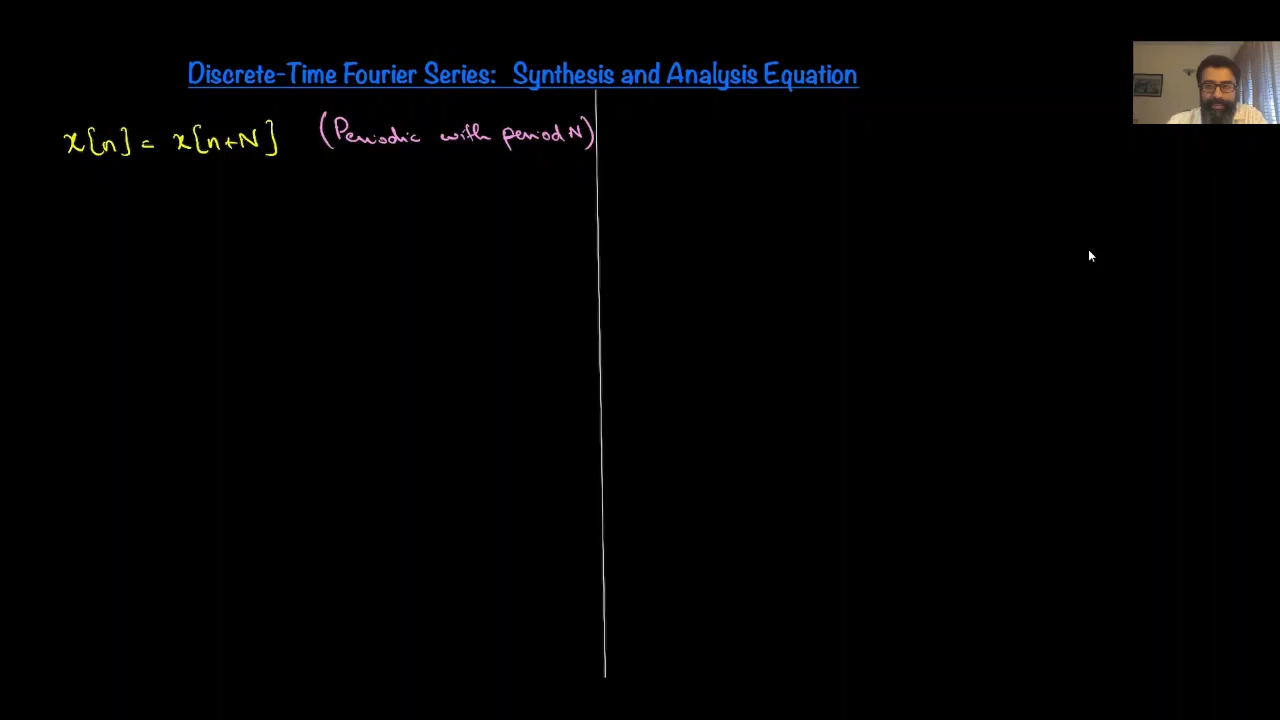 Discrete-Time Fourier Series: Synthesis and Analysis Equation
x[n] = x[n+N] (Periodic with period N)